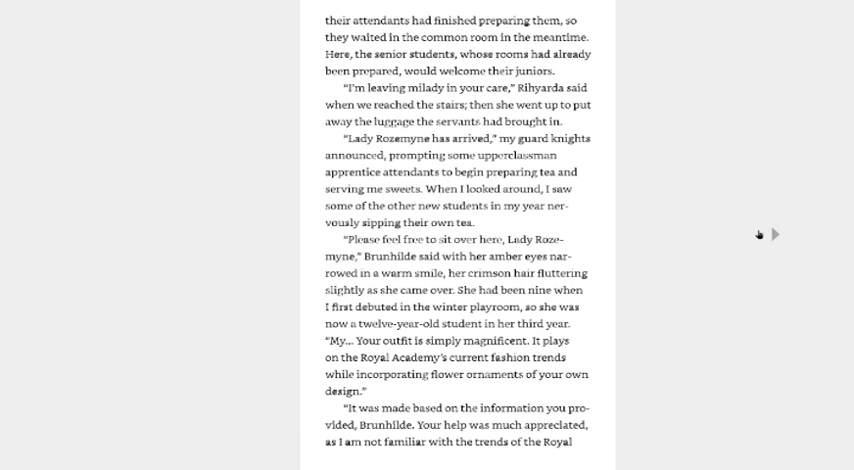 their attendants had finished preparing them, so
they waited in the common room in the meantime.
Here, the senior students, whose rooms had already
been prepared, would welcome their juniors.
“I’m leaving milady in your care,” Rihyarda said
when we reached the stairs; then she went up to put
away the luggage the servants had brought in.
“Lady Rozemyne has arrived,” my guard knights
announced, prompting some upperclassman
apprentice attendants to begin preparing tea and
serving me sweets. When I looked around, I saw
some of the other new students in my year ner-
vously sipping their own tea.
“Please feel free to sit over here, Lady Roze-
myne,” Brunhilde said with her amber eyes nar-
rowed in a warm smile, her crimson hair fluttering
slightly as she came over. She had been nine when
I first debuted in the winter playroom, so she was
now a twelve-year-old student in her third year.
“My... Your outfit is simply magnificent. It plays
on the Royal Academy’s current fashion trends
while incorporating flower ornaments of your own
design.”
“It was made based on the information you pro-
vided, Brunhilde. Your help was much appreciated,
as I am not familiar with the trends of the Royal